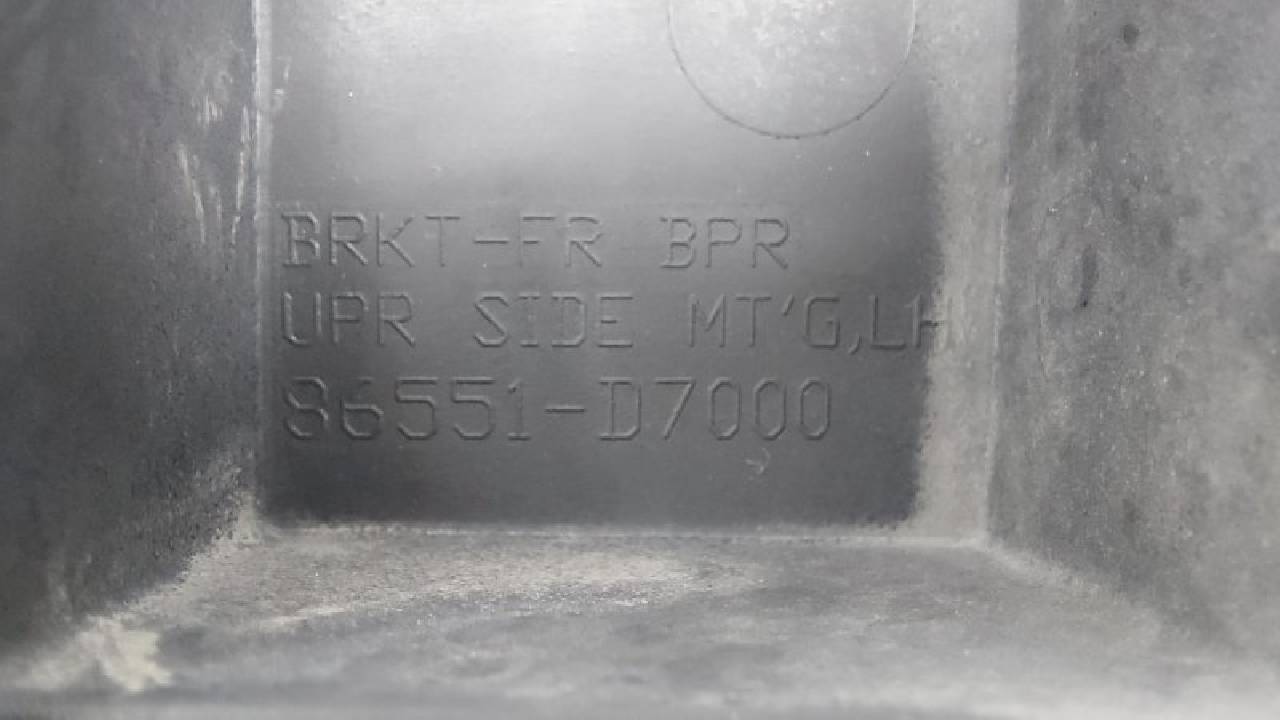 BRKT-FR BPR
UPR SIDE MT'G,LH
86551-D7000